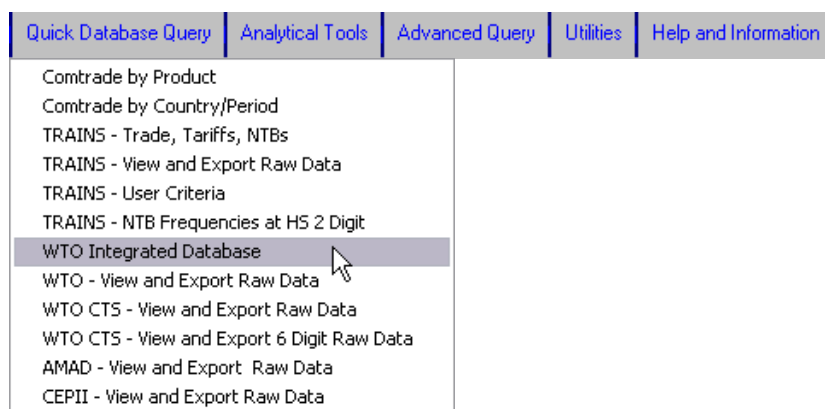 Quick Database Query Analytical Tools Advanced Query Utilities Help and Information
Comtrade by Product
Comtrade by Country/Period
TRAINS - Trade, Tariffs, NTBs
TRAINS - View and Export Raw Data
TRAINS - User Criteria
TRAINS - NTB Frequencies at HS 2 Digit
WTO Integrated Database
WTO - View and Export Raw Data
WTO CTS - View and Export Raw Data
WTO CTS - View and Export 6 Digit Raw Data
AMAD - View and Export Raw Data
CEPII - View and Export Raw Data